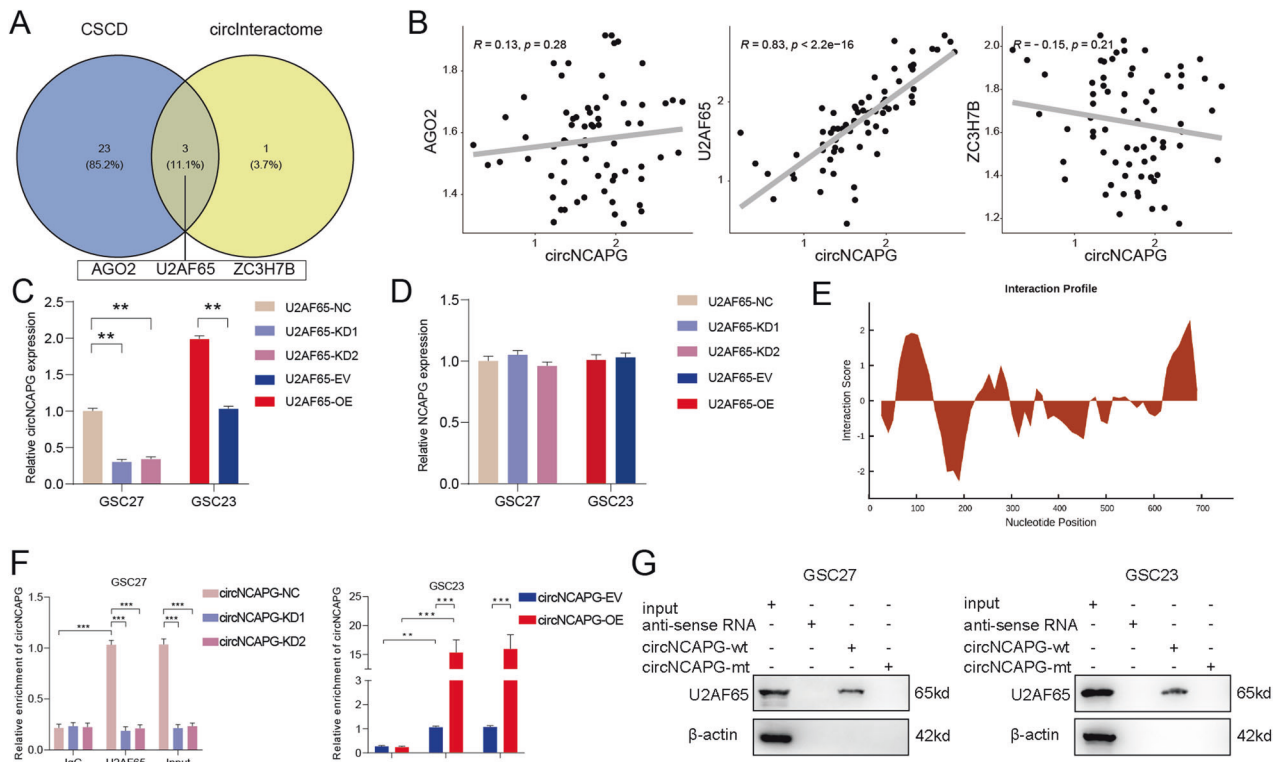 A
CSCD
circInteractome
23
(85.2%)
3
(11.1%)
1
(3.7%)
AGO2 U2AF65 ZC3H7B
B
R = 0.13, p = 0.28
AGO2
1.8
1.6
1.4
1 2
circNCAPG
R = 0.83, p < 2.2e−16
U2AF65
2
1
1 2
circNCAPG
R = − 0.15, p = 0.21
ZC3H7B
2.0
1.8
1.6
1.4
1.2
1 2
circNCAPG
C
Relative circNCAPG expression
2.5
2.0
1.5
1.0
0.5
0.0
**
**
**
GSC27 GSC23
U2AF65-NC
U2AF65-KD1
U2AF65-KD2
U2AF65-EV
U2AF65-OE
D
Relative NCAPG expression
1.5
1.0
0.5
0.0
GSC27 GSC23
U2AF65-NC
U2AF65-KD1
U2AF65-KD2
U2AF65-EV
U2AF65-OE
E
Interaction Profile
Interaction Score
2
1
0
-1
-2
0 100 200 300 400 500 600 700
Nucleotide Position
F
GSC27
Relative enrichment of circNCAPG
1.5
1.0
0.5
0.0
***
***
***
***
***
IgG U2AF65 Input
circNCAPG-NC
circNCAPG-KD1
circNCAPG-KD2
GSC23
Relative enrichment of circNCAPG
25
20
15
10
5
2
1
0
**
***
***
***
circNCAPG-EV
circNCAPG-OE
G
GSC27
input + - - -
anti-sense RNA - + - -
circNCAPG-wt - - + -
circNCAPG-mt - - - +
U2AF65 65kd
β-actin 42kd
GSC23
input + - - -
anti-sense RNA - + - -
circNCAPG-wt - - + -
circNCAPG-mt - - - +
U2AF65 65kd
β-actin 42kd